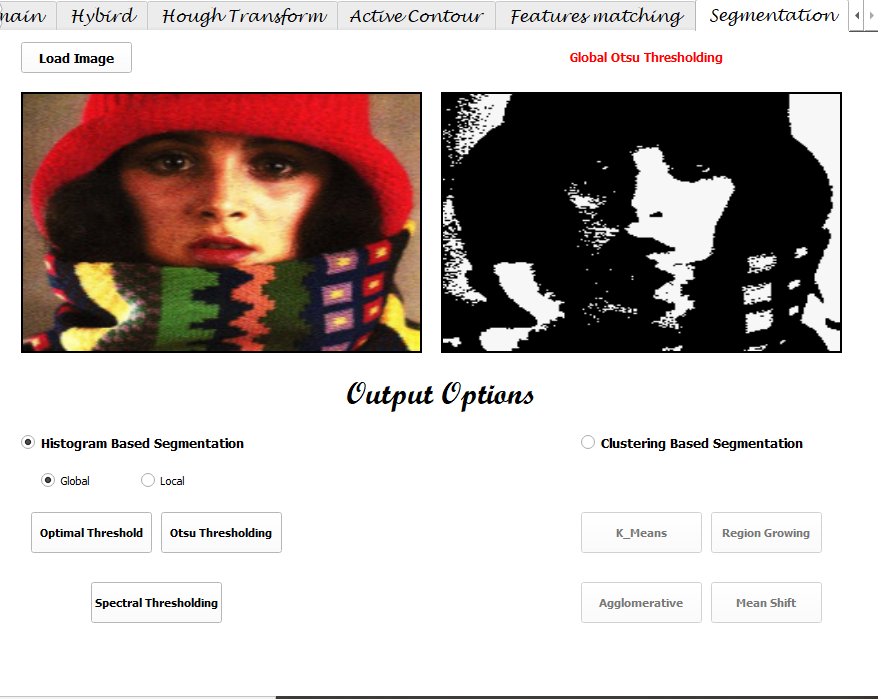 main Hybird Hough Transform Active Contour Features matching Segmentation
Load Image
Global Otsu Thresholding
Output Options
Histogram Based Segmentation
Clustering Based Segmentation
Global Local
Optimal Threshold Otsu Thresholding
K_Means Region Growing
Spectral Thresholding
Agglomerative Mean Shift